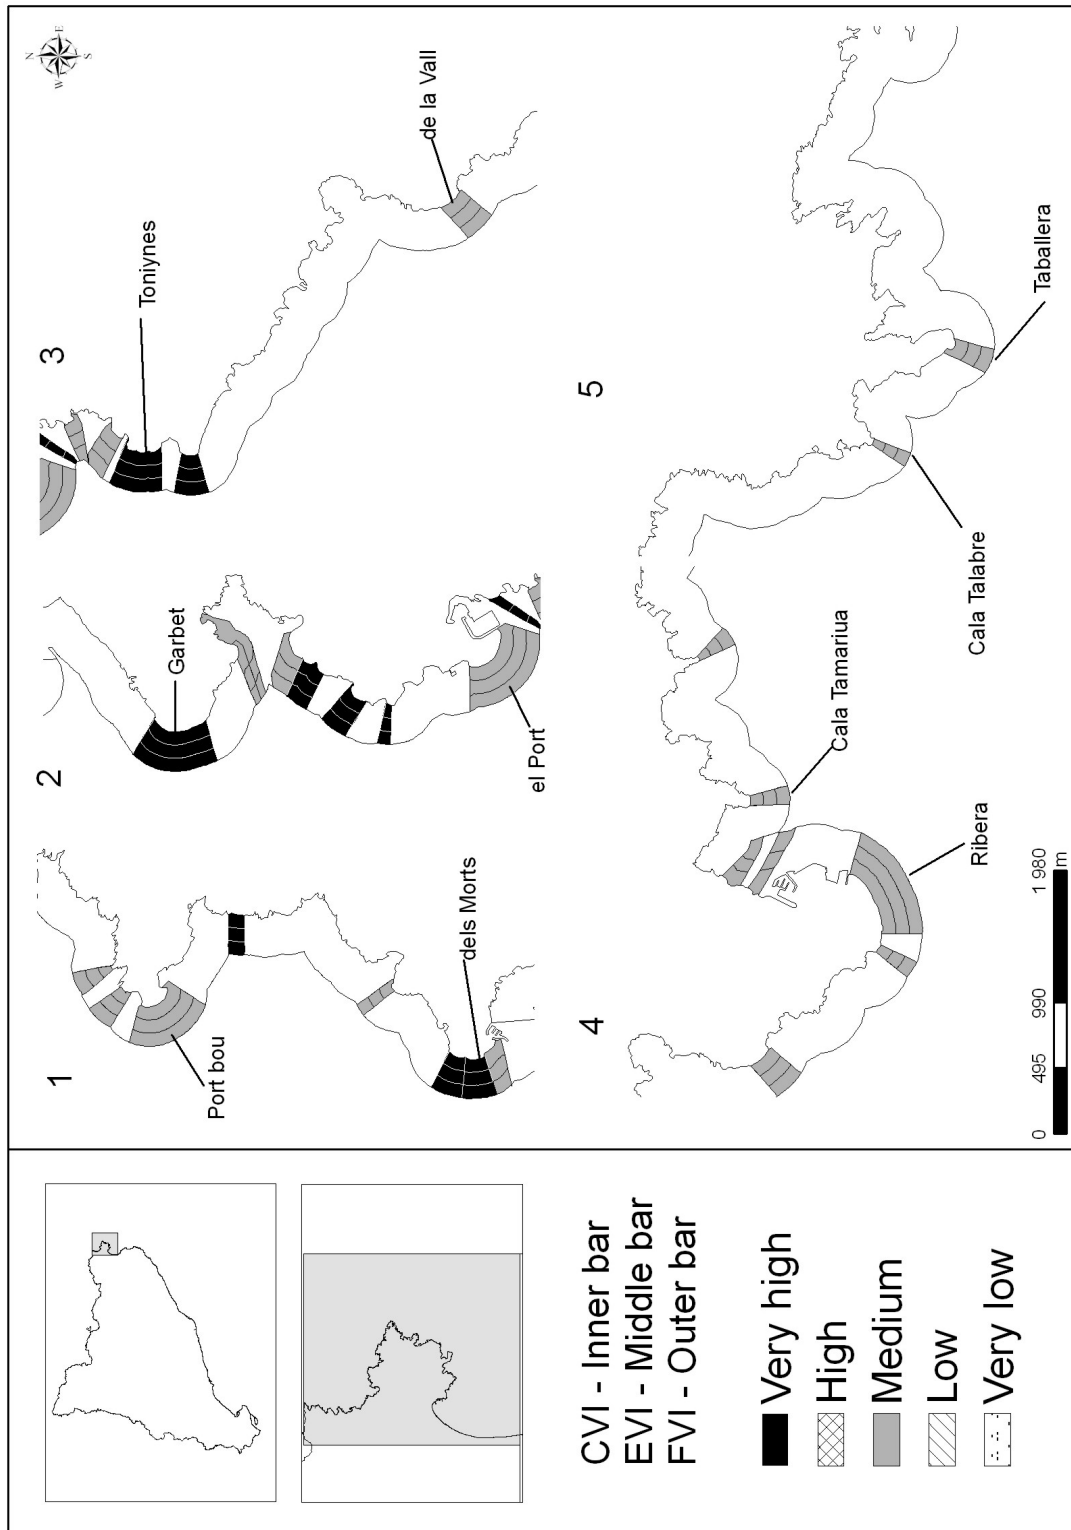 N
E
S
W
1
Port bou
dels Morts
2
Garbet
el Port
3
Toniynes
de la Vall
4
Ribera
Cala Tamariua
5
Cala Talabre
Taballera
0 495 990 1 980
m
CVI - Inner bar
EVI - Middle bar
FVI - Outer bar
Very high
High
Medium
Low
Very low